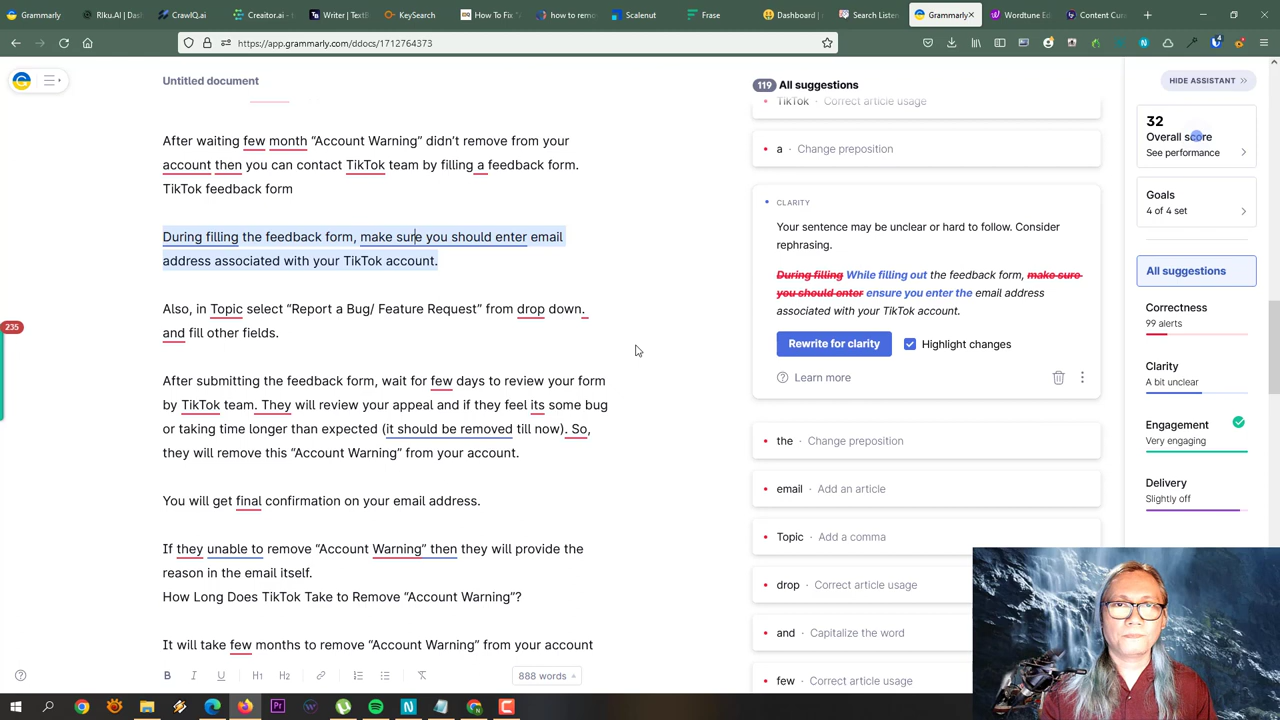 Grammarly
Riku.AI - Das
CrawlQ.ai
Creator.ai -
Writer | TextB
KeySearch
How To Fix "A
how to remo
Scalenut
Frase
Dashboard |
Search Listen
Grammarly
Wordtune Ed
Content Cura
https://app.grammarly.com/ddocs/1712764373
Untitled document
After waiting few month “Account Warning” didn’t remove from your
account then you can contact TikTok team by filling a feedback form.
TikTok feedback form
During filling the feedback form, make sure you should enter email
address associated with your TikTok account.
Also, in Topic select “Report a Bug/ Feature Request” from drop down.
and fill other fields.
After submitting the feedback form, wait for few days to review your form
by TikTok team. They will review your appeal and if they feel its some bug
or taking time longer than expected (it should be removed till now). So,
they will remove this “Account Warning” from your account.
You will get final confirmation on your email address.
If they unable to remove “Account Warning” then they will provide the
reason in the email itself.
How Long Does TikTok Take to Remove “Account Warning”?
It will take few months to remove “Account Warning” from your account
235
B I U H1 H2
888 words
119 All suggestions
TikTok · Correct article usage
a · Change preposition
CLARITY
Your sentence may be unclear or hard to follow. Consider
rephrasing.
During filling While filling out the feedback form, make sure
you should enter ensure you enter the email address
associated with your TikTok account.
Rewrite for clarity
Highlight changes
Learn more
the · Change preposition
email · Add an article
Topic · Add a comma
drop · Correct article usage
and · Capitalize the word
few · Correct article usage
HIDE ASSISTANT
32
Overall score
See performance
Goals
4 of 4 set
All suggestions
Correctness
99 alerts
Clarity
A bit unclear
Engagement
Very engaging
Delivery
Slightly off